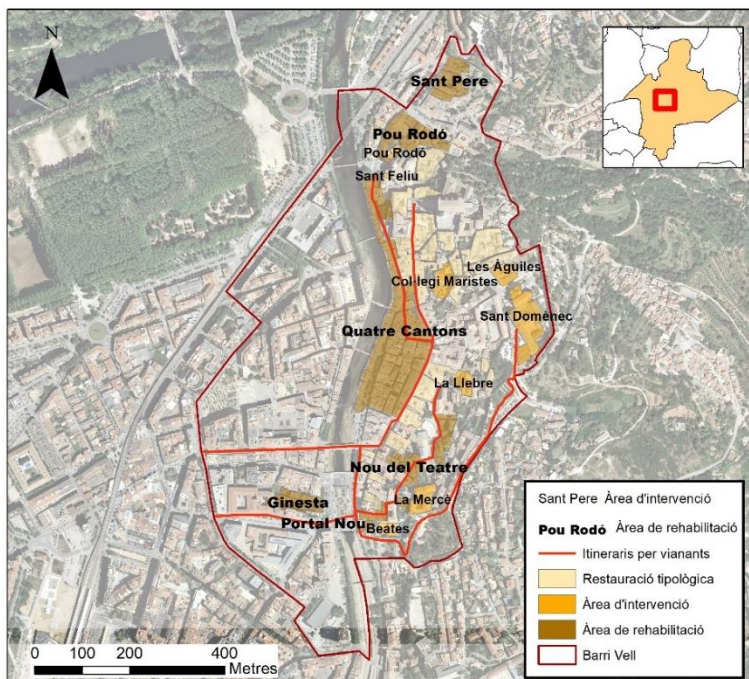 N
Sant Pere
Pou Rodó
Pou Rodó
Sant Feliu
Les Àguiles
Col·legi Maristes
Sant Domènec
Quatre Cantons
La Llebre
Nou del Teatre
La Mercè
Ginesta
Portal Nou
Beates
Sant Pere Àrea d'intervenció
Pou Rodó Àrea de rehabilitació
Itineraris per vianants
Restauració tipològica
Àrea d'intervenció
Àrea de rehabilitació
Barri Vell
0 100 200 400
Metres